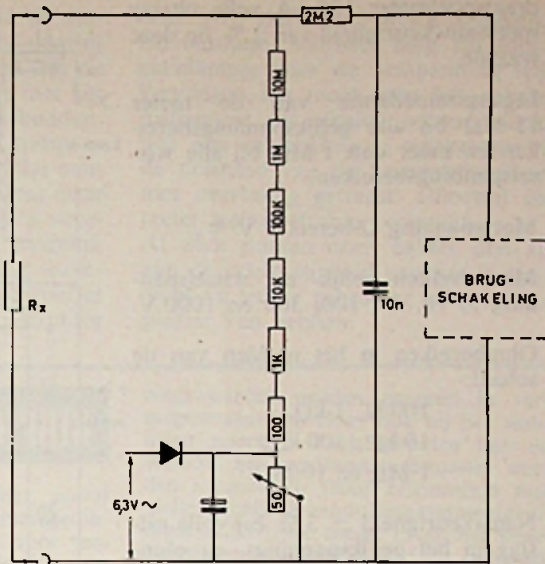 2M2
10M
1M
100K
10K
1K
100
50
Rx
10n
BRUG-
SCHAKELING
6,3V~